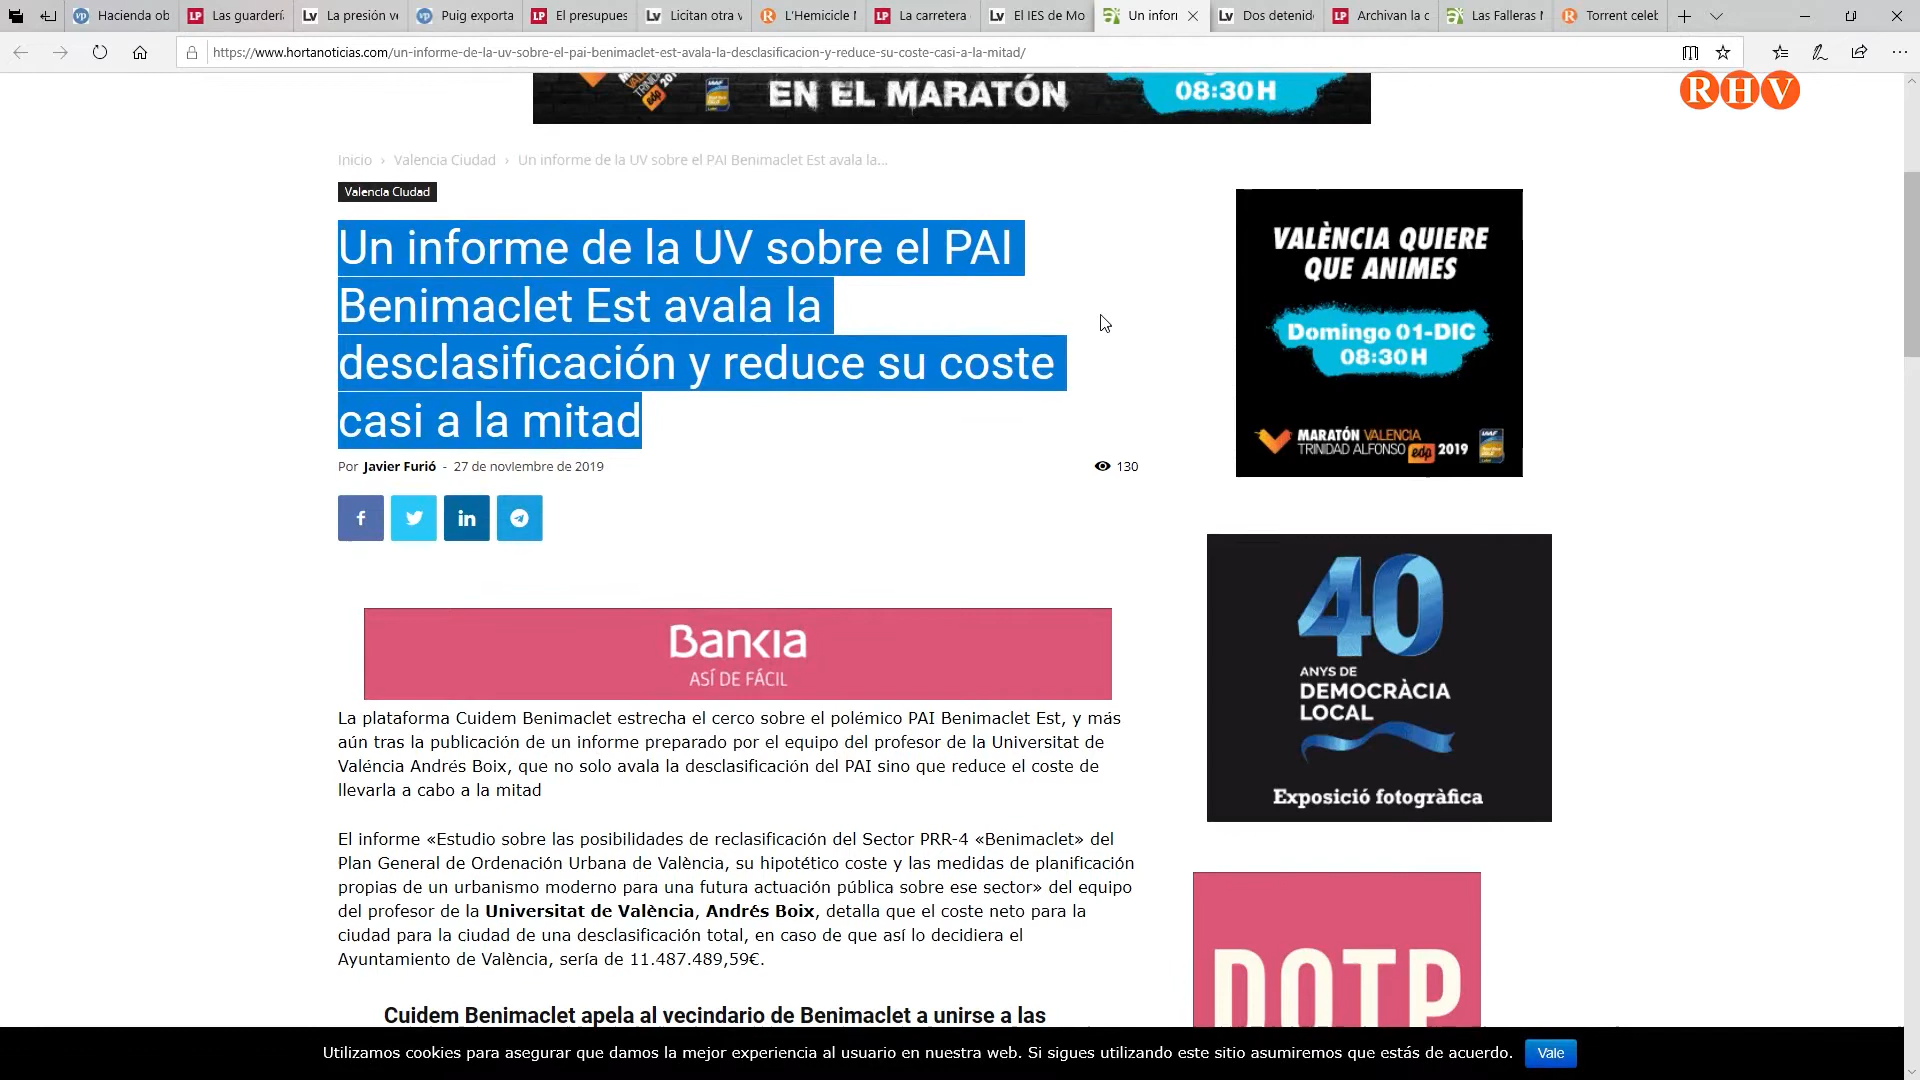 Hacienda ob
Las guardería
La presión ve
Puig exporta
El presupues
Licitan otra v
L'Hemicicle
La carretera
El IES de Mo
Un inforr
Dos detenid
Archivan la c
Las Falleras
Torrent celeb
https://www.hortanoticias.com/un-informe-de-la-uv-sobre-el-pai-benimaclet-est-avala-la-desclasificacion-y-reduce-su-coste-casi-a-la-mitad/
RHV
EN EL MARATÓN
08:30H
Inicio › Valencia Ciudad › Un informe de la UV sobre el PAI Benimaclet Est avala la...
Valencia Ciudad
Un informe de la UV sobre el PAI
Benimaclet Est avala la
desclasificación y reduce su coste
casi a la mitad
Por Javier Furió - 27 de noviembre de 2019
130
Bankia
ASÍ DE FÁCIL
La plataforma Cuidem Benimaclet estrecha el cerco sobre el polémico PAI Benimaclet Est, y más
aún tras la publicación de un informe preparado por el equipo del profesor de la Universitat de
Valéncia Andrés Boix, que no solo avala la desclasificación del PAI sino que reduce el coste de
llevarla a cabo a la mitad
El informe «Estudio sobre las posibilidades de reclasificación del Sector PRR-4 «Benimaclet» del
Plan General de Ordenación Urbana de València, su hipotético coste y las medidas de planificación
propias de un urbanismo moderno para una futura actuación pública sobre ese sector» del equipo
del profesor de la Universitat de València, Andrés Boix, detalla que el coste neto para la
ciudad para la ciudad de una desclasificación total, en caso de que así lo decidiera el
Ayuntamiento de València, sería de 11.487.489,59€.
Cuidem Benimaclet apela al vecindario de Benimaclet a unirse a las
VALÈNCIA QUIERE
QUE ANIMES
Domingo 01-DIC
08:30H
MARATÓN VALENCIA
TRINIDAD ALFONSO edp 2019
40
ANYS DE
DEMOCRÀCIA
LOCAL
Exposició fotogràfica
DOTP
Utilizamos cookies para asegurar que damos la mejor experiencia al usuario en nuestra web. Si sigues utilizando este sitio asumiremos que estás de acuerdo.
Vale